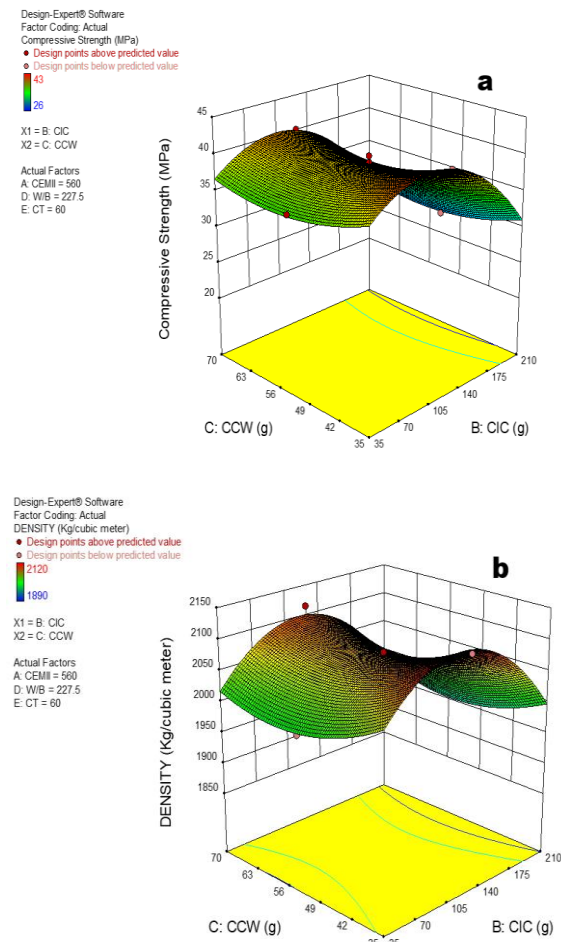 Design-Expert® Software
Factor Coding: Actual
Compressive Strength (MPa)
Design points above predicted value
Design points below predicted value
43
26
X1 = B: CIC
X2 = C: CCW
Actual Factors
A: CEMII = 560
D: W/B = 227.5
E: CT = 60
a
45
40
35
30
25
20
Compressive Strength (MPa)
70
63
56
49
42
35
C: CCW (g)
35
70
105
140
175
210
B: CIC (g)
Design-Expert® Software
Factor Coding: Actual
DENSITY (Kg/cubic meter)
Design points above predicted value
Design points below predicted value
2120
1890
X1 = B: CIC
X2 = C: CCW
Actual Factors
A: CEMII = 560
D: W/B = 227.5
E: CT = 60
b
2150
2100
2050
2000
1950
1900
1850
DENSITY (Kg/cubic meter)
70
63
56
49
42
C: CCW (g)
70
105
140
175
210
B: CIC (g)